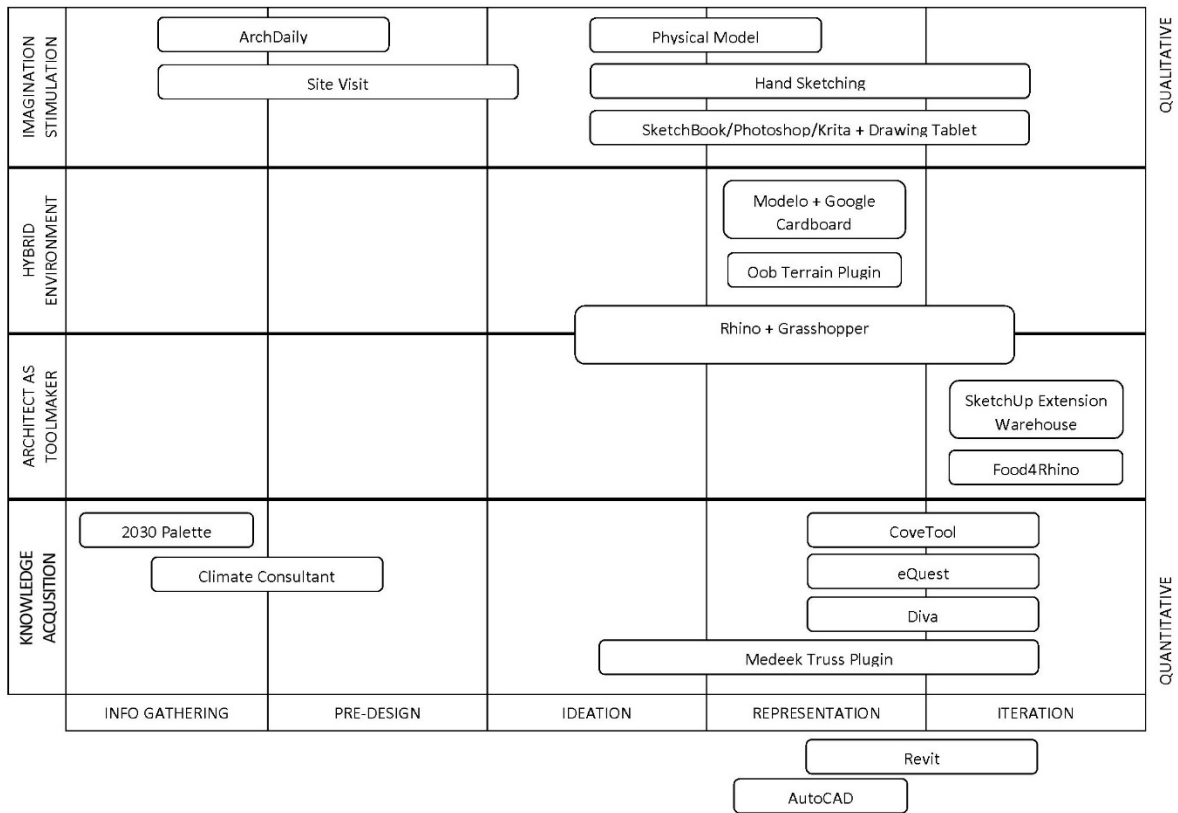 IMAGINATION
STIMULATION
ArchDaily
Physical Model
QUALITATIVE
Site Visit
Hand Sketching
SketchBook/Photoshop/Krita + Drawing Tablet
HYBRID
ENVIRONMENT
Modelo + Google
Cardboard
Oob Terrain Plugin
Rhino + Grasshopper
ARCHITECT AS
TOOLMAKER
SketchUp Extension
Warehouse
Food4Rhino
KNOWLEDGE
ACQUSITION
2030 Palette
CoveTool
Climate Consultant
eQuest
Diva
Medeek Truss Plugin
QUANTITATIVE
INFO GATHERING
PRE-DESIGN
IDEATION
REPRESENTATION
ITERATION
Revit
AutoCAD